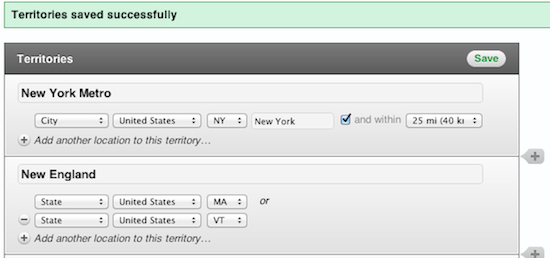 Territories saved successfully
Territories Save
New York Metro
City United States NY New York and within 25 mi (40 ki
Add another location to this territory...
New England
State United States MA or
State United States VT
Add another location to this territory...